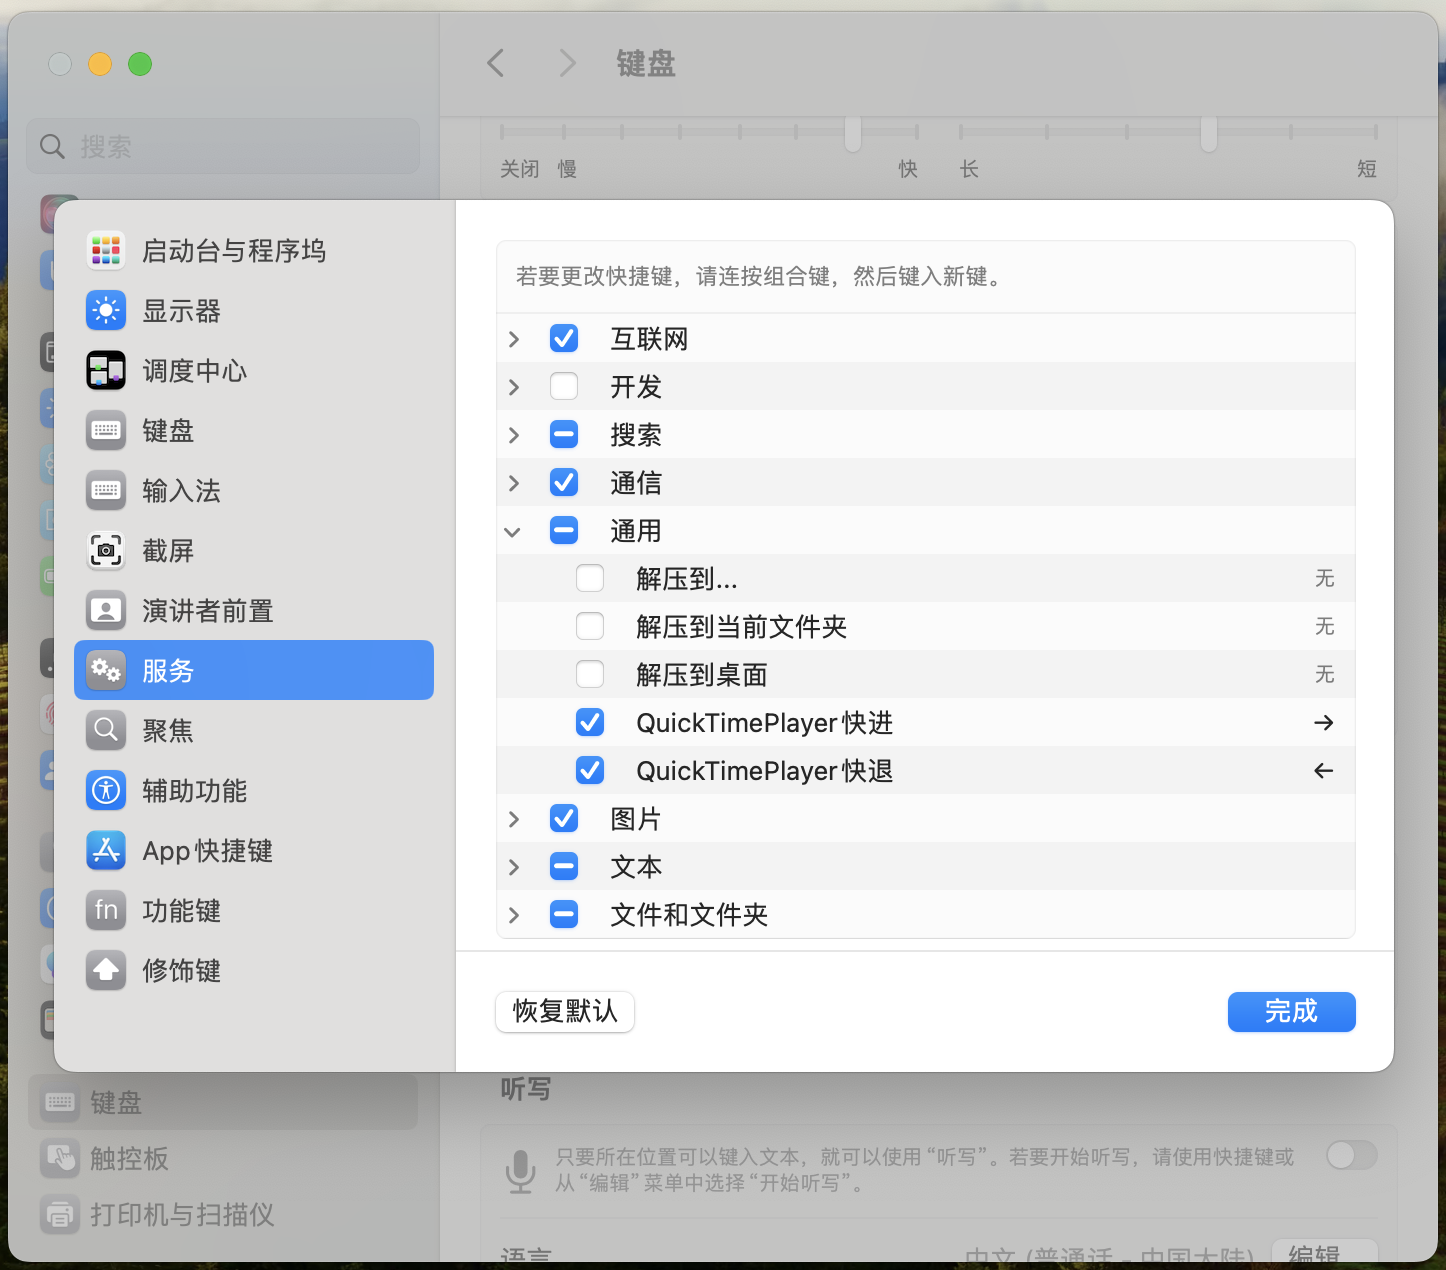 键盘
搜索
关闭 慢 快 长 短
启动台与程序坞
显示器
调度中心
键盘
输入法
截屏
演讲者前置
服务
聚焦
辅助功能
App快捷键
fn 功能键
修饰键
若要更改快捷键，请连按组合键，然后键入新键。
互联网
开发
搜索
通信
通用
解压到... 无
解压到当前文件夹 无
解压到桌面 无
QuickTimePlayer快进 →
QuickTimePlayer快退 ←
图片
文本
文件和文件夹
恢复默认 完成
键盘
触控板
打印机与扫描仪
听写
只要所在位置可以键入文本，就可以使用“听写”。若要开始听写，请使用快捷键或
从“编辑”菜单中选择“开始听写”。
语言 中文 (普通话 - 中国大陆) 编辑...